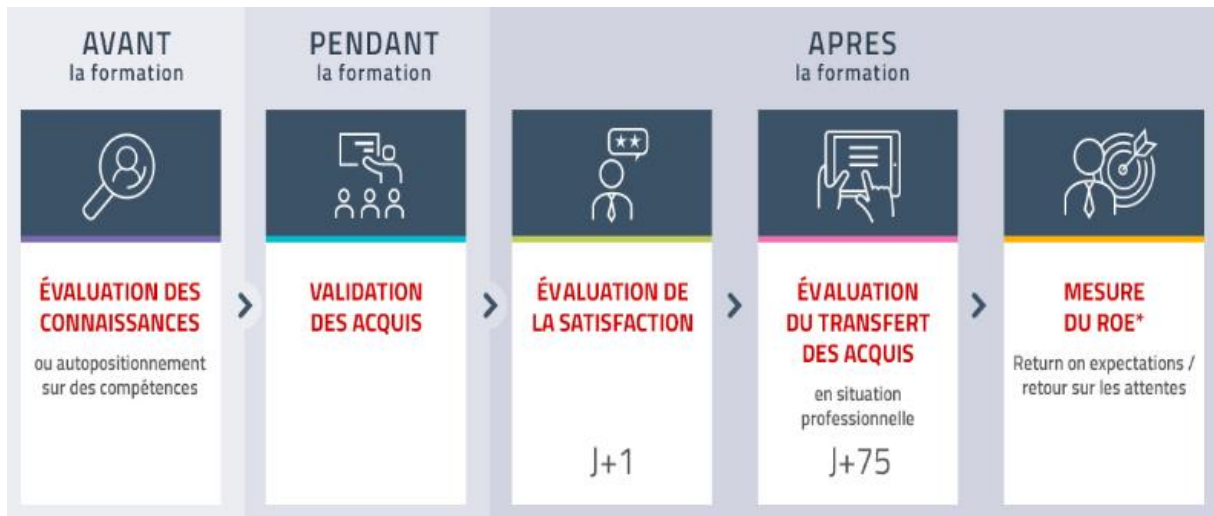 AVANT
la formation
PENDANT
la formation
APRES
la formation
ÉVALUATION DES
CONNAISSANCES
ou autopositionnement
sur des compétences
VALIDATION
DES ACQUIS
ÉVALUATION DE
LA SATISFACTION
J+1
ÉVALUATION
DU TRANSFERT
DES ACQUIS
en situation
professionnelle
J+75
MESURE
DU ROE*
Return on expectations /
retour sur les attentes